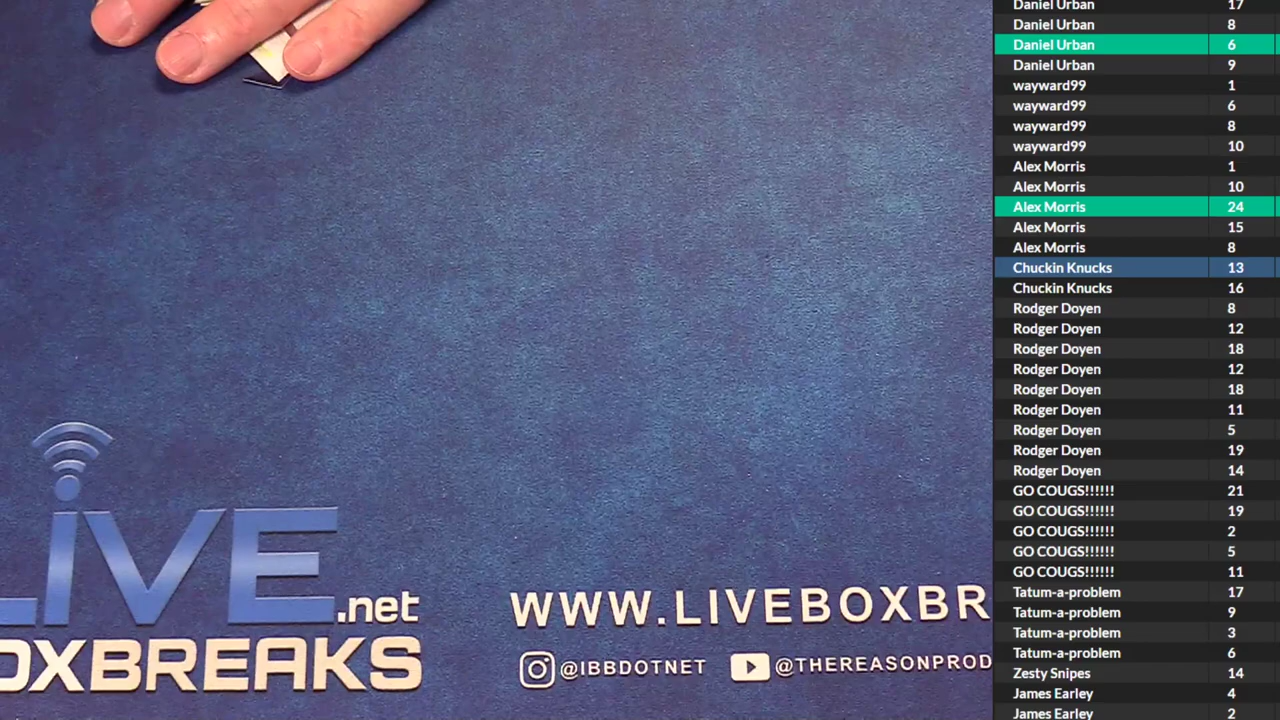 Daniel Urban 17
Daniel Urban 8
Daniel Urban 6
Daniel Urban 9
wayward99 1
wayward99 6
wayward99 8
wayward99 10
Alex Morris 1
Alex Morris 10
Alex Morris 24
Alex Morris 15
Alex Morris 8
Chuckin Knucks 13
Chuckin Knucks 16
Rodger Doyen 8
Rodger Doyen 12
Rodger Doyen 18
Rodger Doyen 12
Rodger Doyen 18
Rodger Doyen 11
Rodger Doyen 5
Rodger Doyen 19
Rodger Doyen 14
GO COUGS!!!!!! 21
GO COUGS!!!!!! 19
GO COUGS!!!!!! 2
GO COUGS!!!!!! 5
GO COUGS!!!!!! 11
Tatum-a-problem 17
Tatum-a-problem 9
Tatum-a-problem 3
Tatum-a-problem 6
Zesty Snipes 14
James Earley 4
James Earley 2
LIVE.net
OXBREAKS
WWW.LIVEBOXBR
@IBBDOTNET @THEREASONPROD